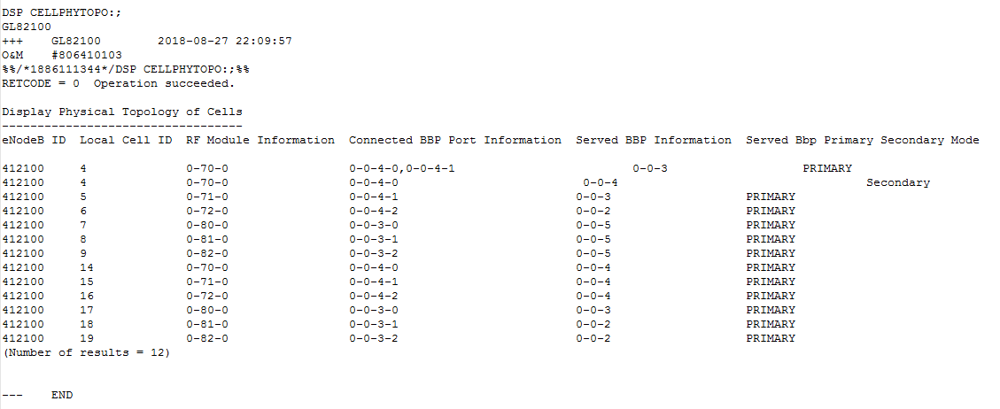 DSP CELLPHYTOPO:;
GL82100
+++    GL82100        2018-08-27 22:09:57
O&M    #806410103
%%/*1886111344*/DSP CELLPHYTOPO:;%%
RETCODE = 0  Operation succeeded.
Display Physical Topology of Cells
----------------------------------
eNodeB ID  Local Cell ID  RF Module Information  Connected BBP Port Information  Served BBP Information  Served Bbp Primary Secondary Mode
412100     4              0-70-0                 0-0-4-0,0-0-4-1                         0-0-3                   PRIMARY
412100     4              0-70-0                 0-0-4-0                          0-0-4                                   Secondary
412100     5              0-71-0                 0-0-4-1                         0-0-3                   PRIMARY
412100     6              0-72-0                 0-0-4-2                         0-0-2                   PRIMARY
412100     7              0-80-0                 0-0-3-0                         0-0-5                   PRIMARY
412100     8              0-81-0                 0-0-3-1                         0-0-5                   PRIMARY
412100     9              0-82-0                 0-0-3-2                         0-0-5                   PRIMARY
412100     14             0-70-0                 0-0-4-0                         0-0-4                   PRIMARY
412100     15             0-71-0                 0-0-4-1                         0-0-4                   PRIMARY
412100     16             0-72-0                 0-0-4-2                         0-0-4                   PRIMARY
412100     17             0-80-0                 0-0-3-0                         0-0-3                   PRIMARY
412100     18             0-81-0                 0-0-3-1                         0-0-2                   PRIMARY
412100     19             0-82-0                 0-0-3-2                         0-0-2                   PRIMARY
(Number of results = 12)
---    END